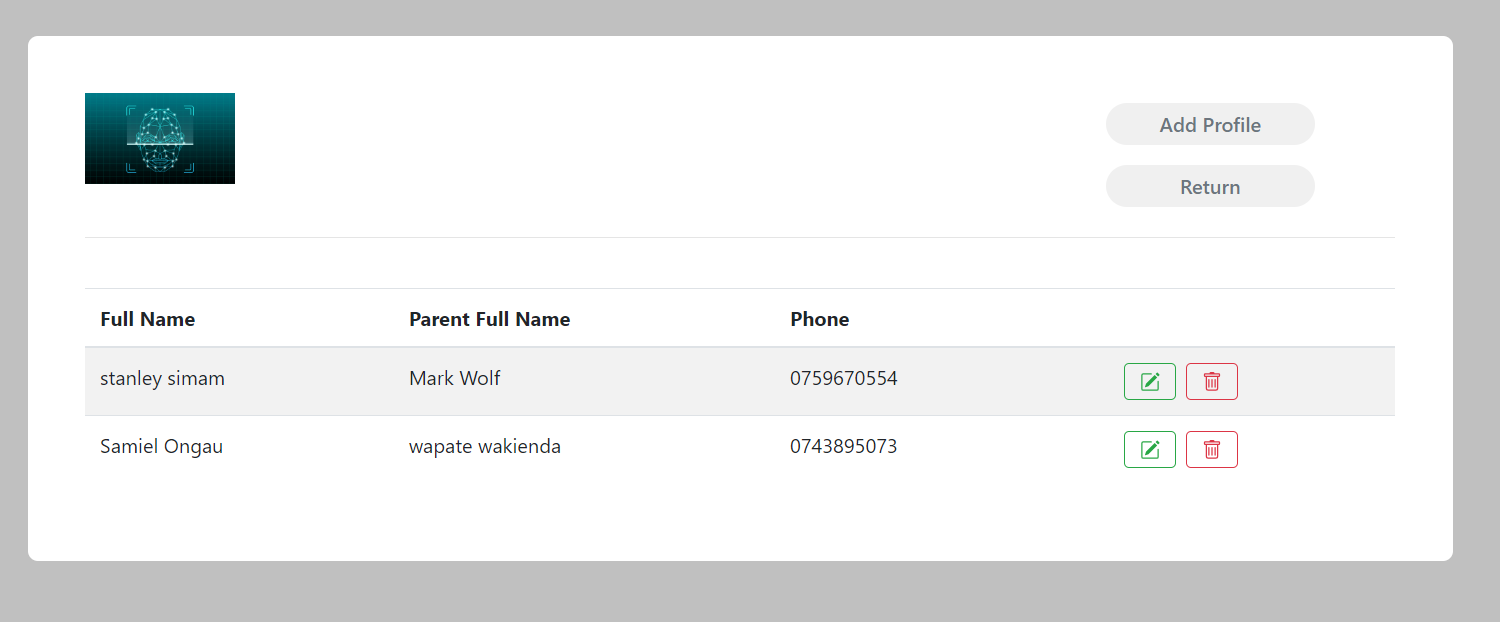 Add Profile
Return
Full Name Parent Full Name Phone
stanley simam Mark Wolf 0759670554
Samiel Ongau wapate wakienda 0743895073